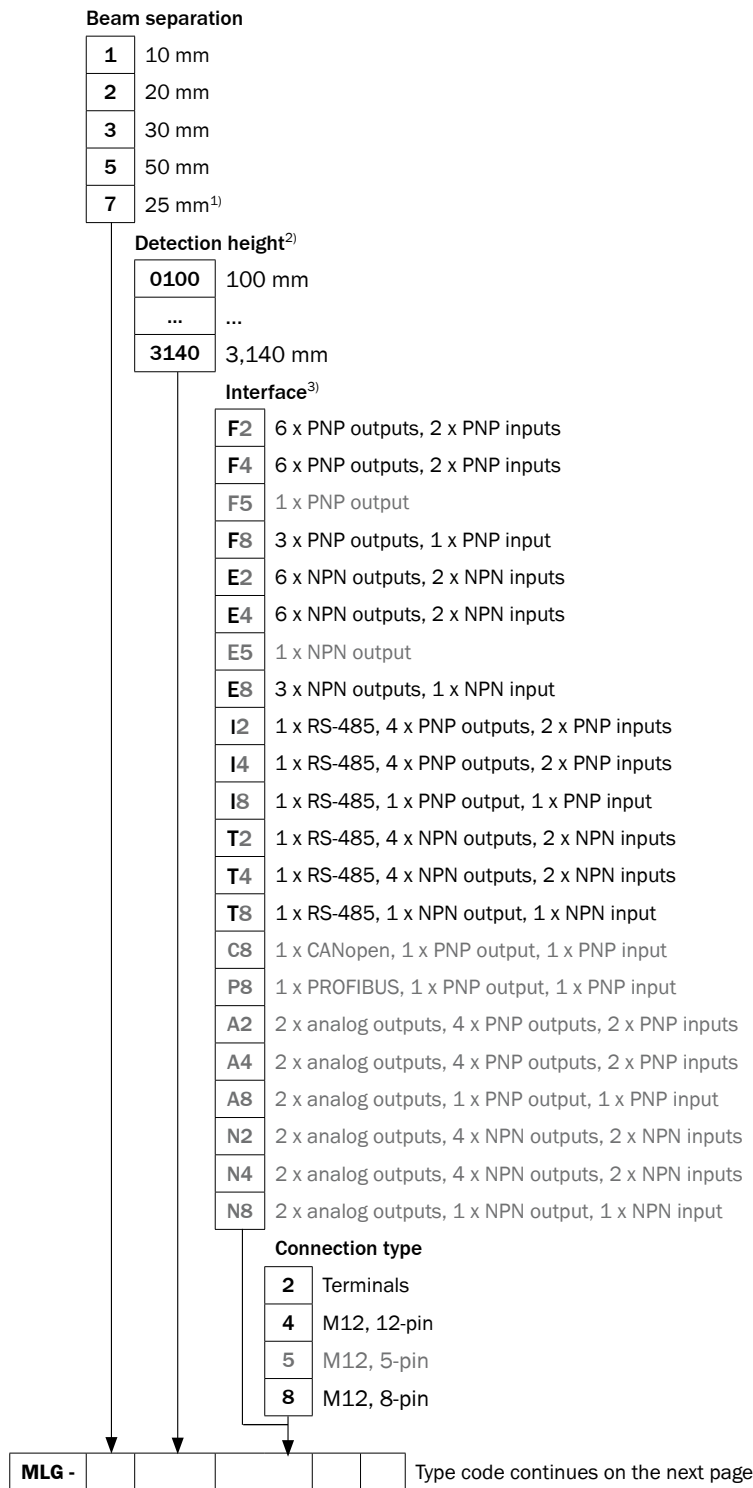 Beam separation
1 10 mm
2 20 mm
3 30 mm
5 50 mm
7 25 mm1)
Detection height2)
0100 100 mm
... ...
3140 3,140 mm
Interface3)
F2 6 x PNP outputs, 2 x PNP inputs
F4 6 x PNP outputs, 2 x PNP inputs
F5 1 x PNP output
F8 3 x PNP outputs, 1 x PNP input
E2 6 x NPN outputs, 2 x NPN inputs
E4 6 x NPN outputs, 2 x NPN inputs
E5 1 x NPN output
E8 3 x NPN outputs, 1 x NPN input
I2 1 x RS-485, 4 x PNP outputs, 2 x PNP inputs
I4 1 x RS-485, 4 x PNP outputs, 2 x PNP inputs
I8 1 x RS-485, 1 x PNP output, 1 x PNP input
T2 1 x RS-485, 4 x NPN outputs, 2 x NPN inputs
T4 1 x RS-485, 4 x NPN outputs, 2 x NPN inputs
T8 1 x RS-485, 1 x NPN output, 1 x NPN input
C8 1 x CANopen, 1 x PNP output, 1 x PNP input
P8 1 x PROFIBUS, 1 x PNP output, 1 x PNP input
A2 2 x analog outputs, 4 x PNP outputs, 2 x PNP inputs
A4 2 x analog outputs, 4 x PNP outputs, 2 x PNP inputs
A8 2 x analog outputs, 1 x PNP output, 1 x PNP input
N2 2 x analog outputs, 4 x NPN outputs, 2 x NPN inputs
N4 2 x analog outputs, 4 x NPN outputs, 2 x NPN inputs
N8 2 x analog outputs, 1 x NPN output, 1 x NPN input
Connection type
2 Terminals
4 M12, 12-pin
5 M12, 5-pin
8 M12, 8-pin
MLG - Type code continues on the next page